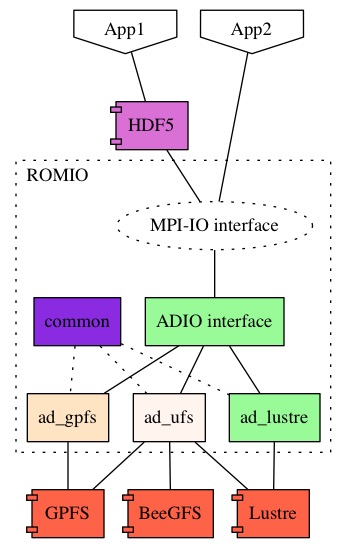 App1
App2
HDF5
ROMIO
MPI-IO interface
common
ADIO interface
ad_gpfs
ad_ufs
ad_lustre
GPFS
BeeGFS
Lustre